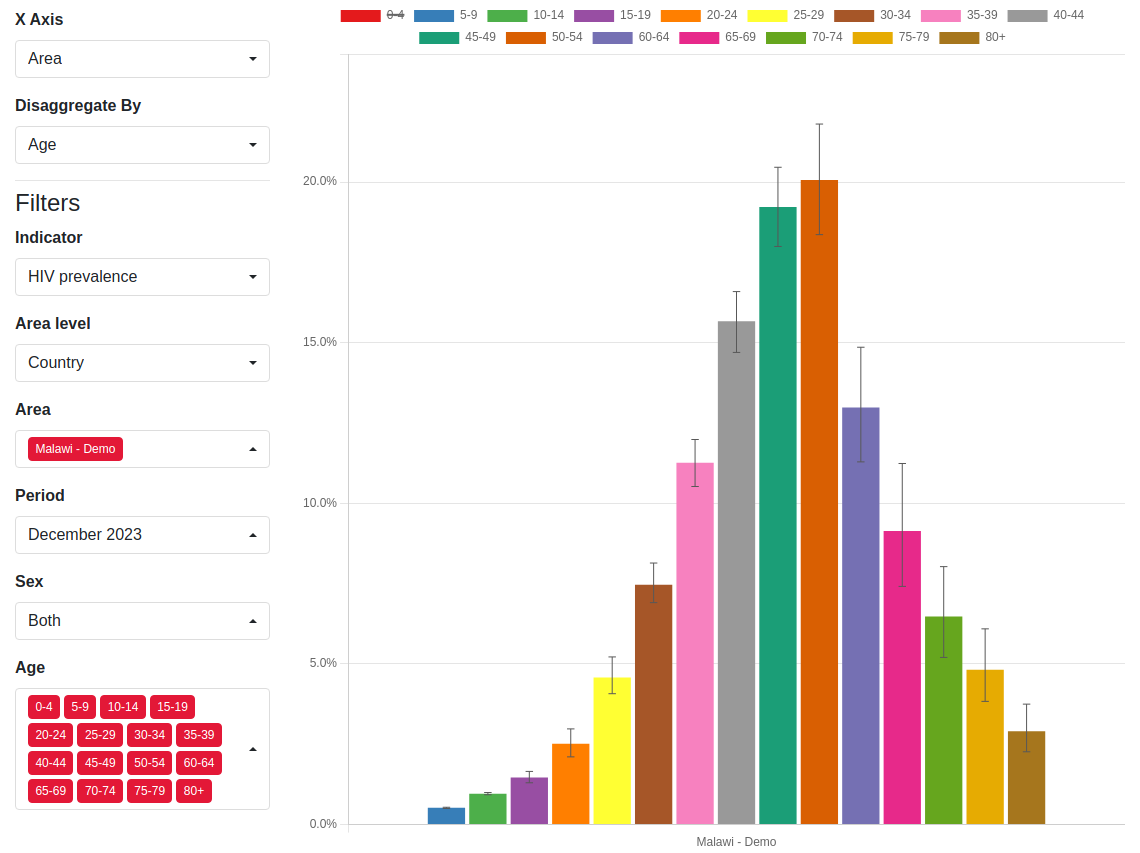 X Axis
Area
Disaggregate By
Age
Filters
Indicator
HIV prevalence
Area level
Country
Area
Malawi - Demo
Period
December 2023
Sex
Both
Age
0-4 5-9 10-14 15-19
20-24 25-29 30-34 35-39
40-44 45-49 50-54 60-64
65-69 70-74 75-79 80+
0-4 5-9 10-14 15-19 20-24 25-29 30-34 35-39 40-44
45-49 50-54 60-64 65-69 70-74 75-79 80+
20.0%
15.0%
10.0%
5.0%
0.0%
Malawi - Demo